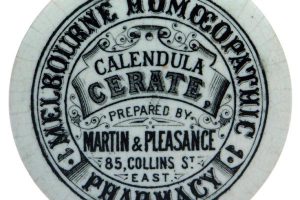 MELBOURNE HOMŒOPATHIC
CALENDULA
CERATE,
PREPARED BY
MARTIN & PLEASANCE
85, COLLINS ST
EAST.
PHARMACY